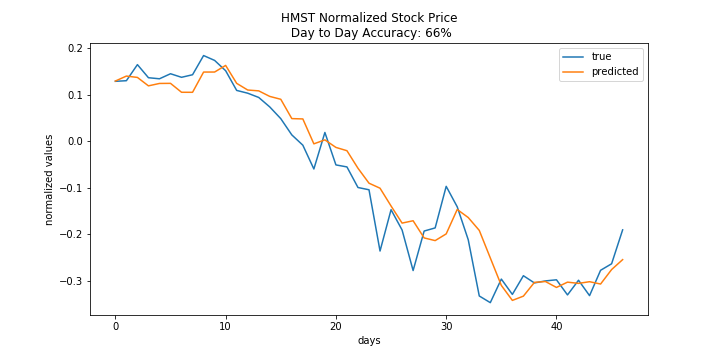 HMST Normalized Stock Price
Day to Day Accuracy: 66%
true
predicted
normalized values
0.2
0.1
0.0
−0.1
−0.2
−0.3
0
10
20
30
40
days